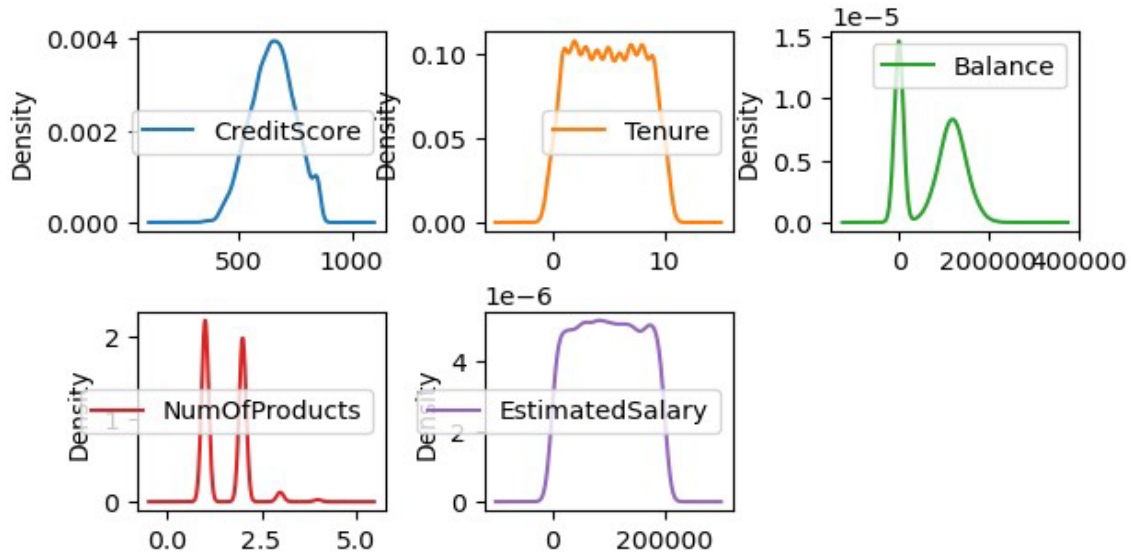 0.004
0.002
0.000
Density
CreditScore
500 1000
0.10
0.05
0.00
Density
Tenure
0 10
1e−5
1.5
1.0
0.5
0.0
Density
Balance
0 200000 400000
2
1
0
Density
NumOfProducts
0.0 2.5 5.0
1e−6
4
2
0
Density
EstimatedSalary
0 200000